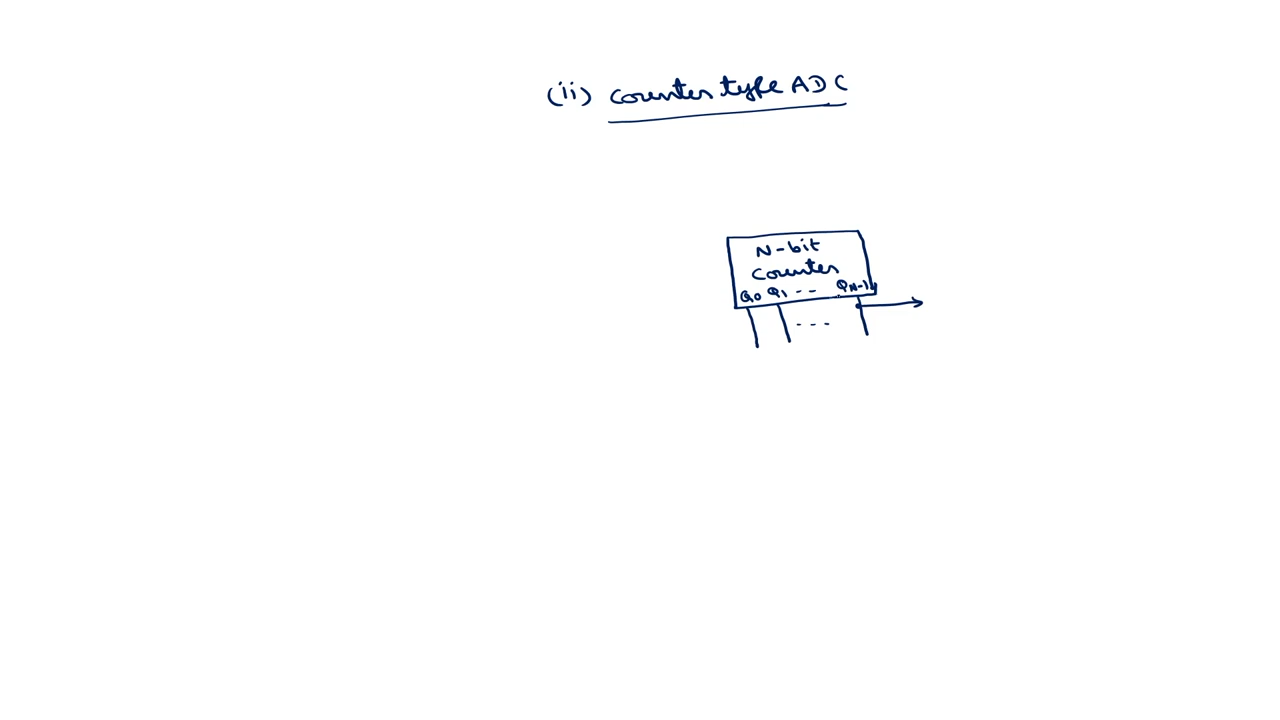 (ii) Counter type ADC
N-bit
Counter
Q0 Q1 -- QN-1